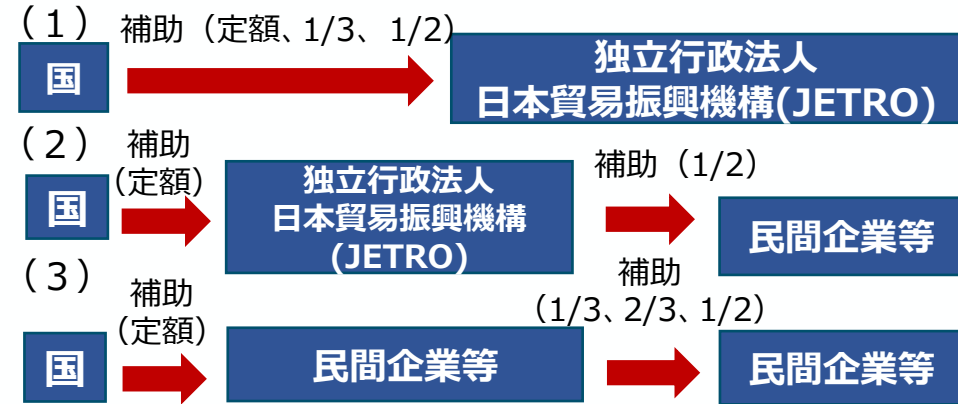 （１）
補助（定額、1/3、 1/2）
国
独立行政法人
日本貿易振興機構(JETRO)
（２）
補助
（定額）
国
独立行政法人
日本貿易振興機構
(JETRO)
補助（1/2）
民間企業等
（３）
補助
（定額）
国
民間企業等
補助
（1/3、2/3、1/2）
民間企業等